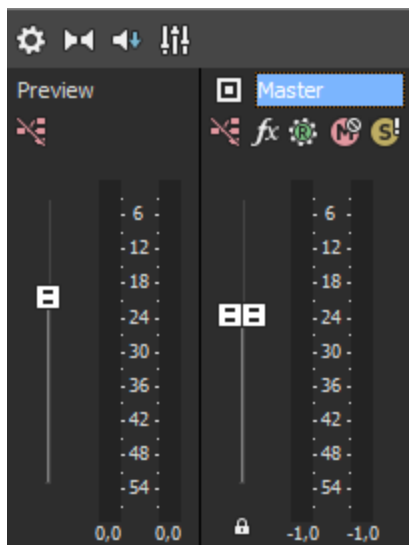 Preview
Master
fx R M S!
- 6 - - 6 -
- 12 - - 12 -
- 18 - - 18 -
- 24 - - 24 -
- 30 - - 30 -
- 36 - - 36 -
- 42 - - 42 -
- 48 - - 48 -
- 54 - - 54 -
0,0 0,0 -1,0 -1,0